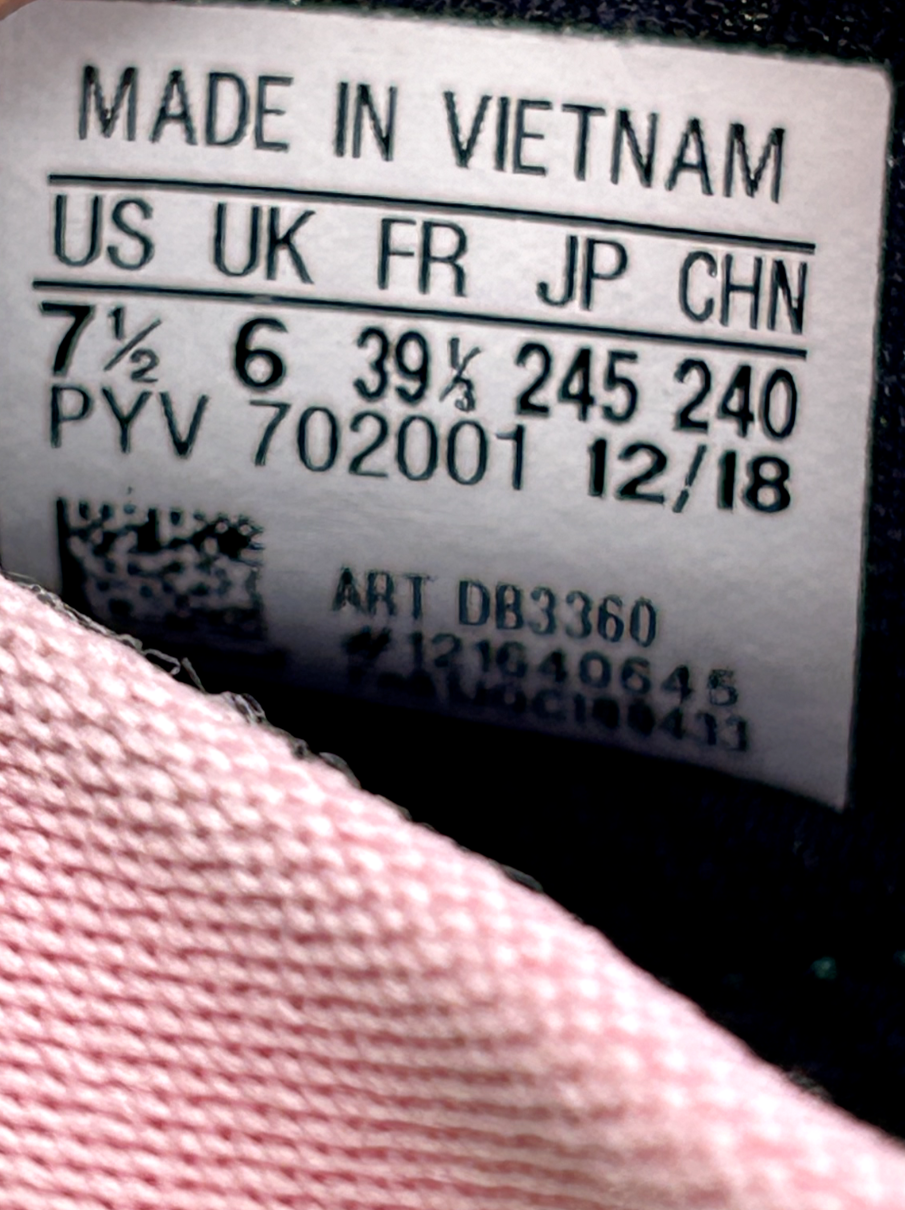 MADE IN VIETNAM
US UK FR JP CHN
7½ 6 39⅓ 245 240
PYV 702001 12/18
ART DB3360
#121640645